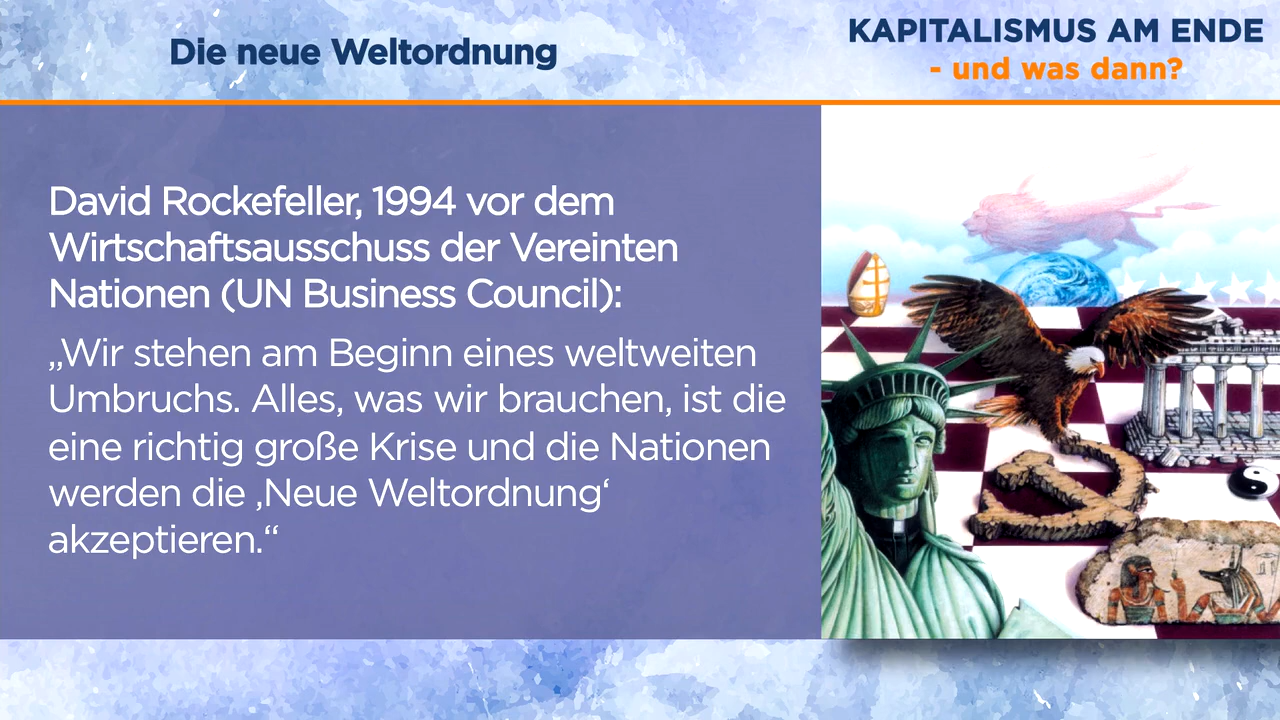 Die neue Weltordnung
KAPITALISMUS AM ENDE
- und was dann?
David Rockefeller, 1994 vor dem
Wirtschaftsausschuss der Vereinten
Nationen (UN Business Council):
„Wir stehen am Beginn eines weltweiten
Umbruchs. Alles, was wir brauchen, ist die
eine richtig große Krise und die Nationen
werden die ‚Neue Weltordnung‘
akzeptieren.“